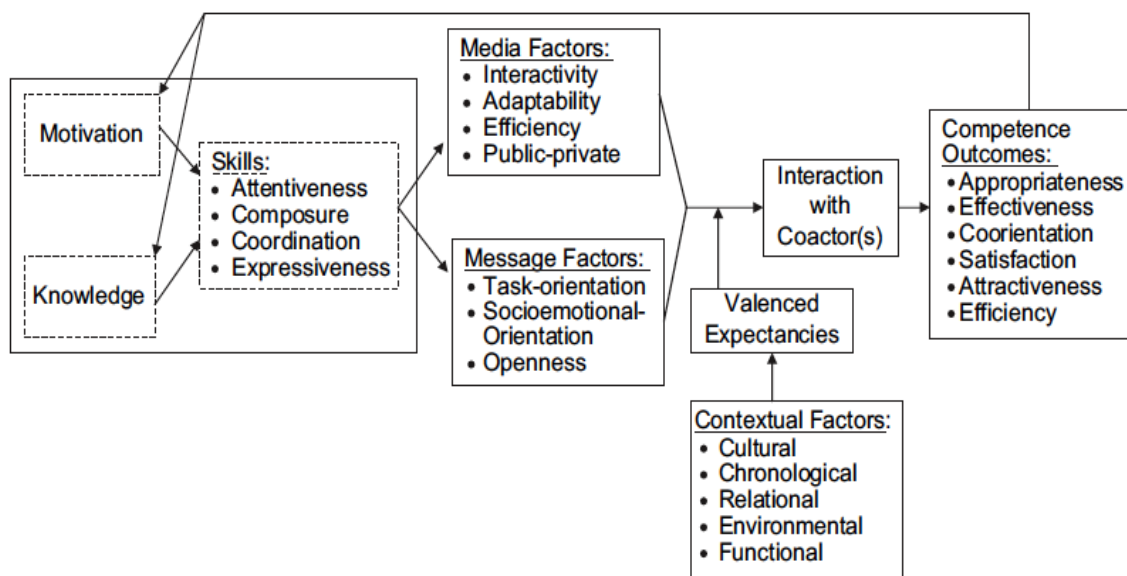 Motivation
Knowledge
Skills:
• Attentiveness
• Composure
• Coordination
• Expressiveness
Media Factors:
• Interactivity
• Adaptability
• Efficiency
• Public-private
Message Factors:
• Task-orientation
• Socioemotional-
Orientation
• Openness
Interaction
with
Coactor(s)
Valenced
Expectancies
Contextual Factors:
• Cultural
• Chronological
• Relational
• Environmental
• Functional
Competence
Outcomes:
• Appropriateness
• Effectiveness
• Coorientation
• Satisfaction
• Attractiveness
• Efficiency